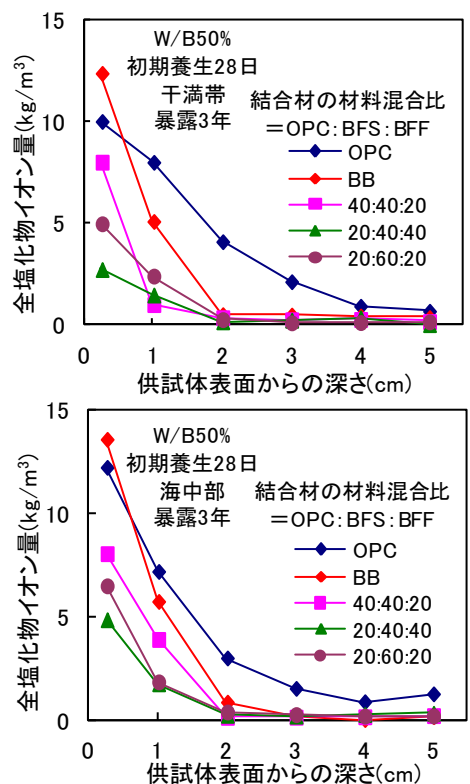 全塩化物イオン量(kg/m³)
15
10
5
0
W/B50%
初期養生28日
干満帯
暴露3年
結合材の材料混合比
=OPC:BFS:BFF
OPC
BB
40:40:20
20:40:40
20:60:20
0 1 2 3 4 5
供試体表面からの深さ(cm)
全塩化物イオン量(kg/m³)
15
10
5
0
W/B50%
初期養生28日
海中部
暴露3年
結合材の材料混合比
=OPC:BFS:BFF
OPC
BB
40:40:20
20:40:40
20:60:20
0 1 2 3 4 5
供試体表面からの深さ(cm)